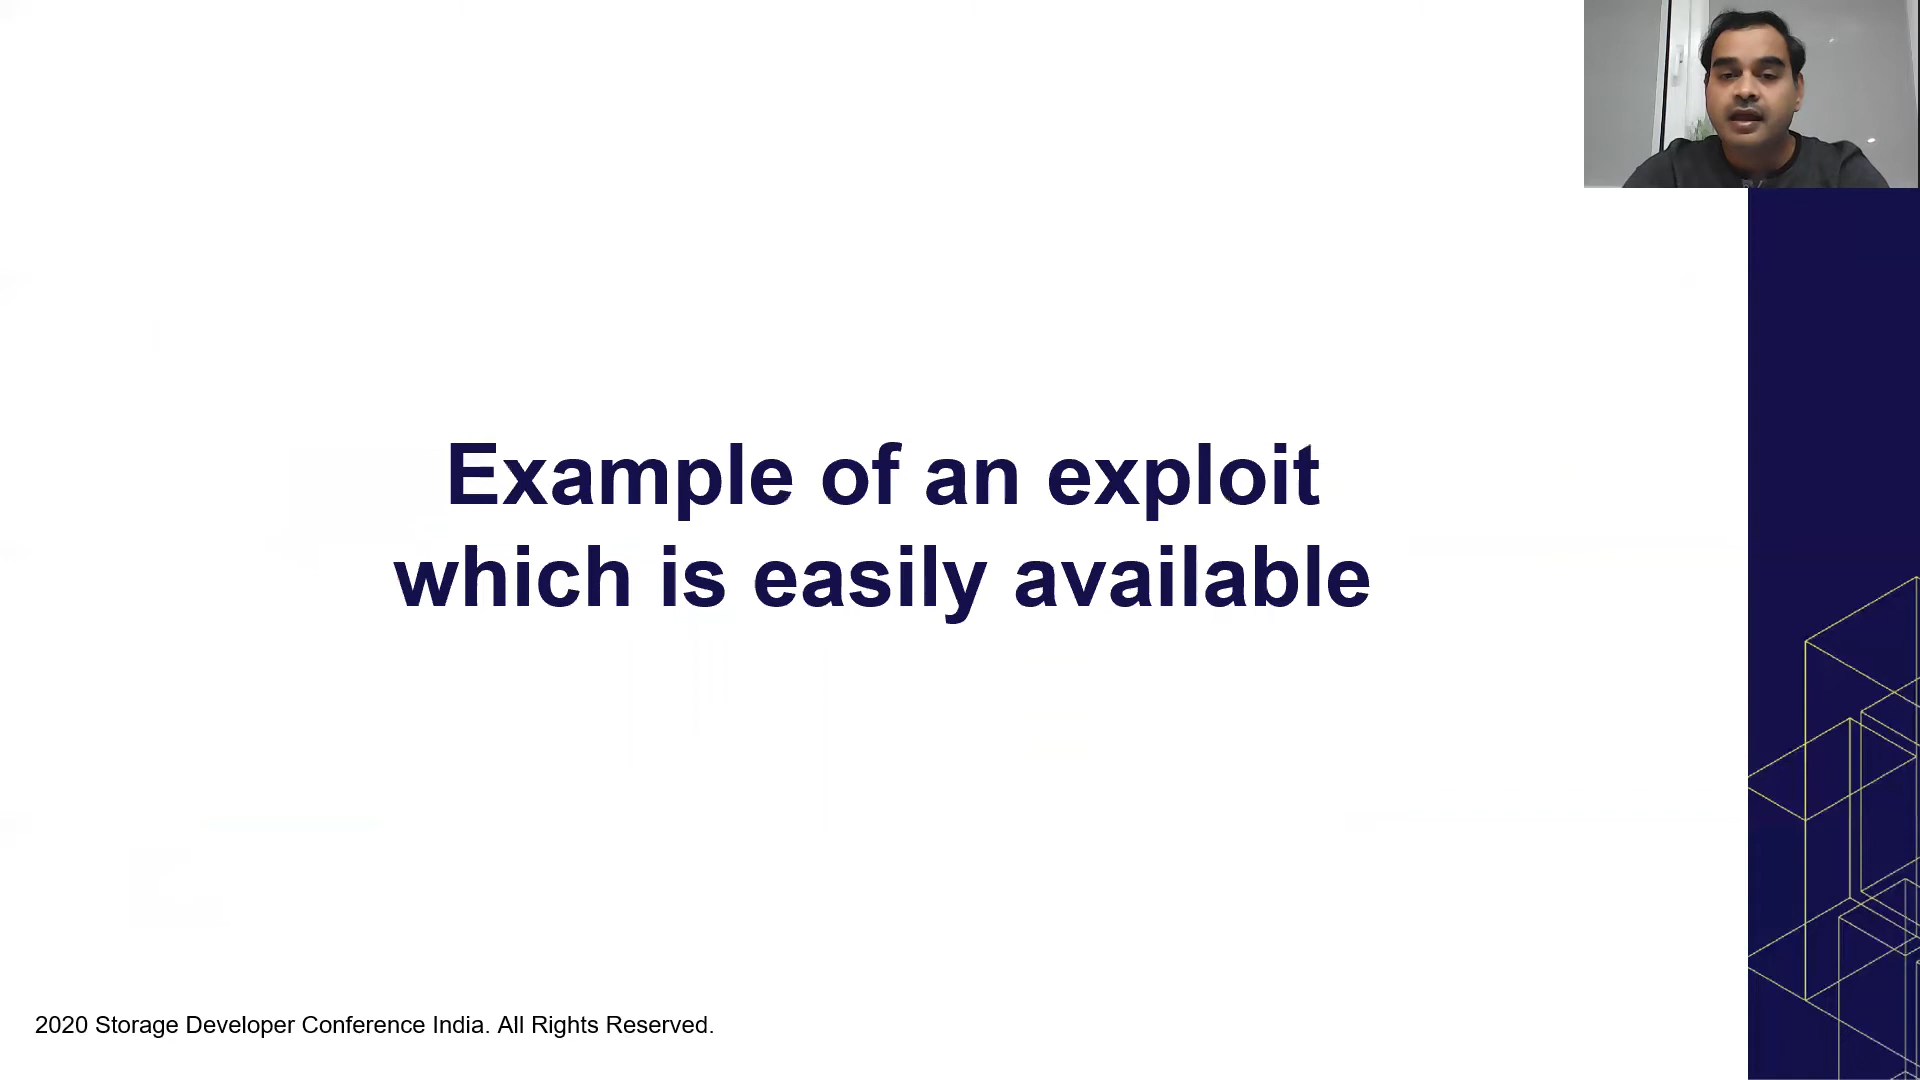 Example of an exploit
which is easily available
2020 Storage Developer Conference India. All Rights Reserved.